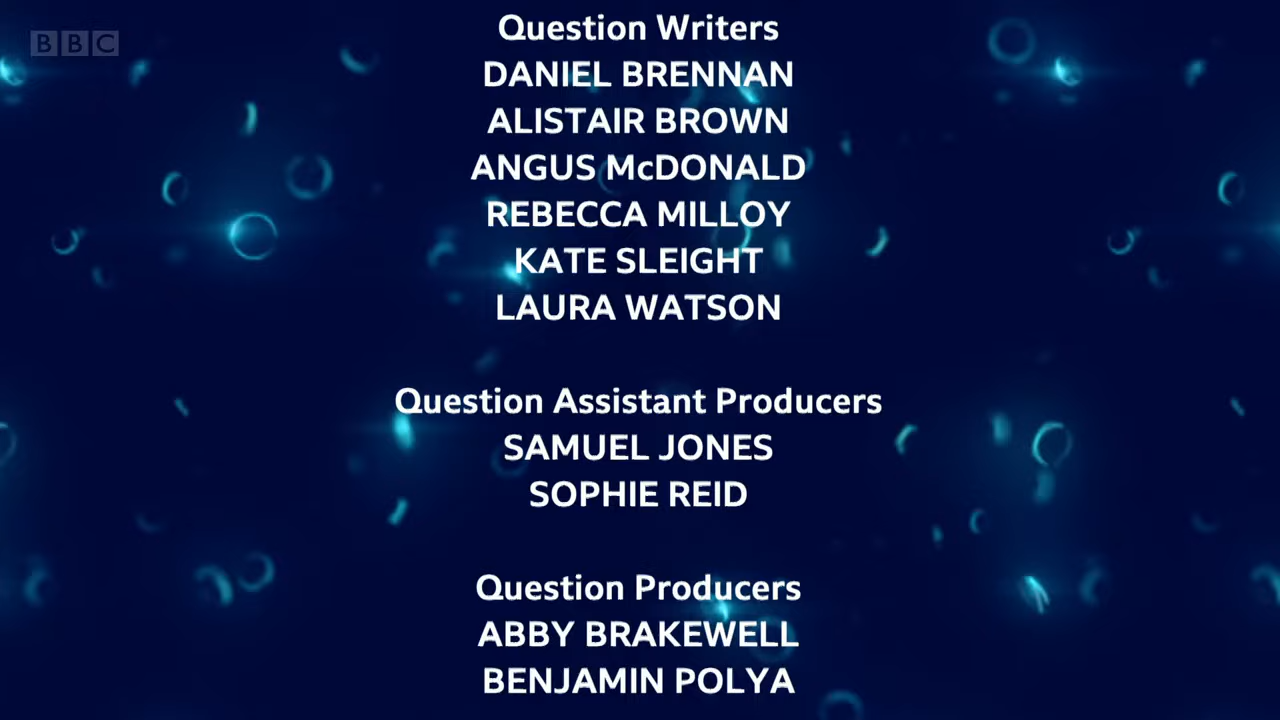 BBC
Question Writers
DANIEL BRENNAN
ALISTAIR BROWN
ANGUS McDONALD
REBECCA MILLOY
KATE SLEIGHT
LAURA WATSON
Question Assistant Producers
SAMUEL JONES
SOPHIE REID
Question Producers
ABBY BRAKEWELL
BENJAMIN POLYA